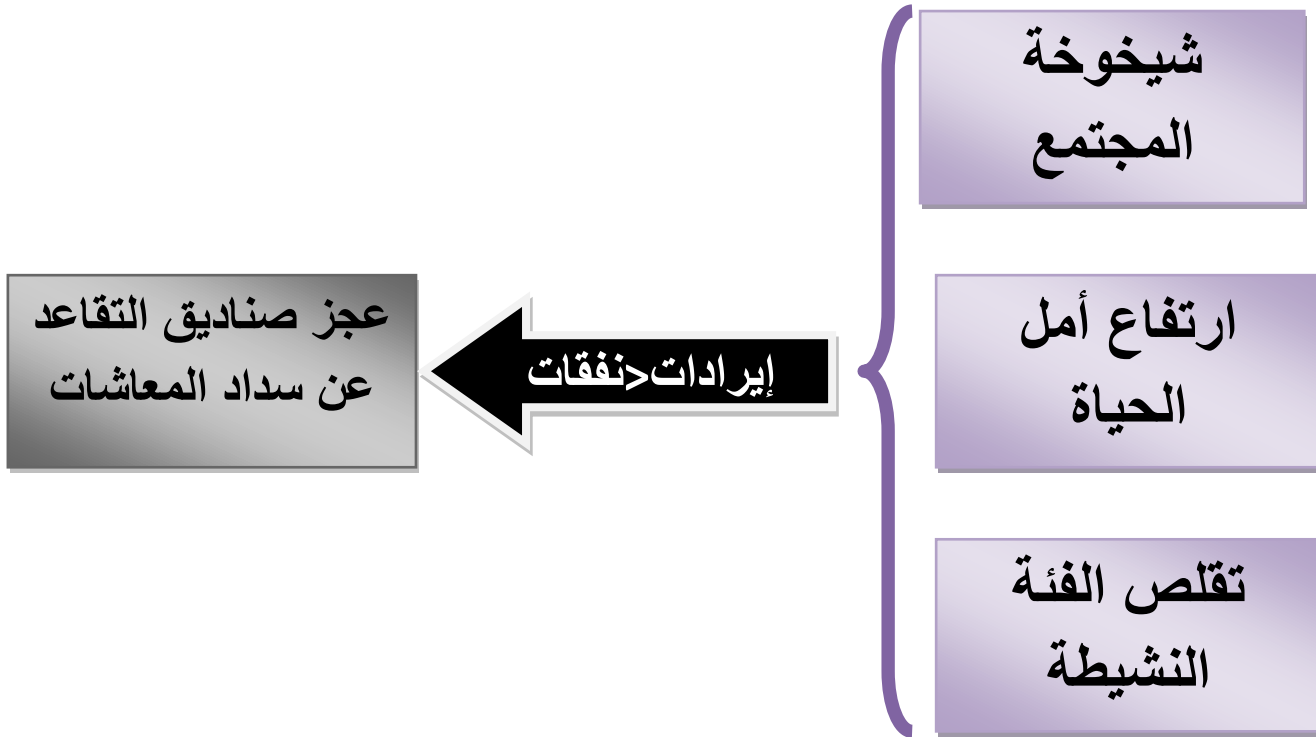 شيخوخة
المجتمع
ارتفاع أمل
الحياة
تقلص الفئة
النشيطة
إيرادات<نفقات
عجز صناديق التقاعد
عن سداد المعاشات